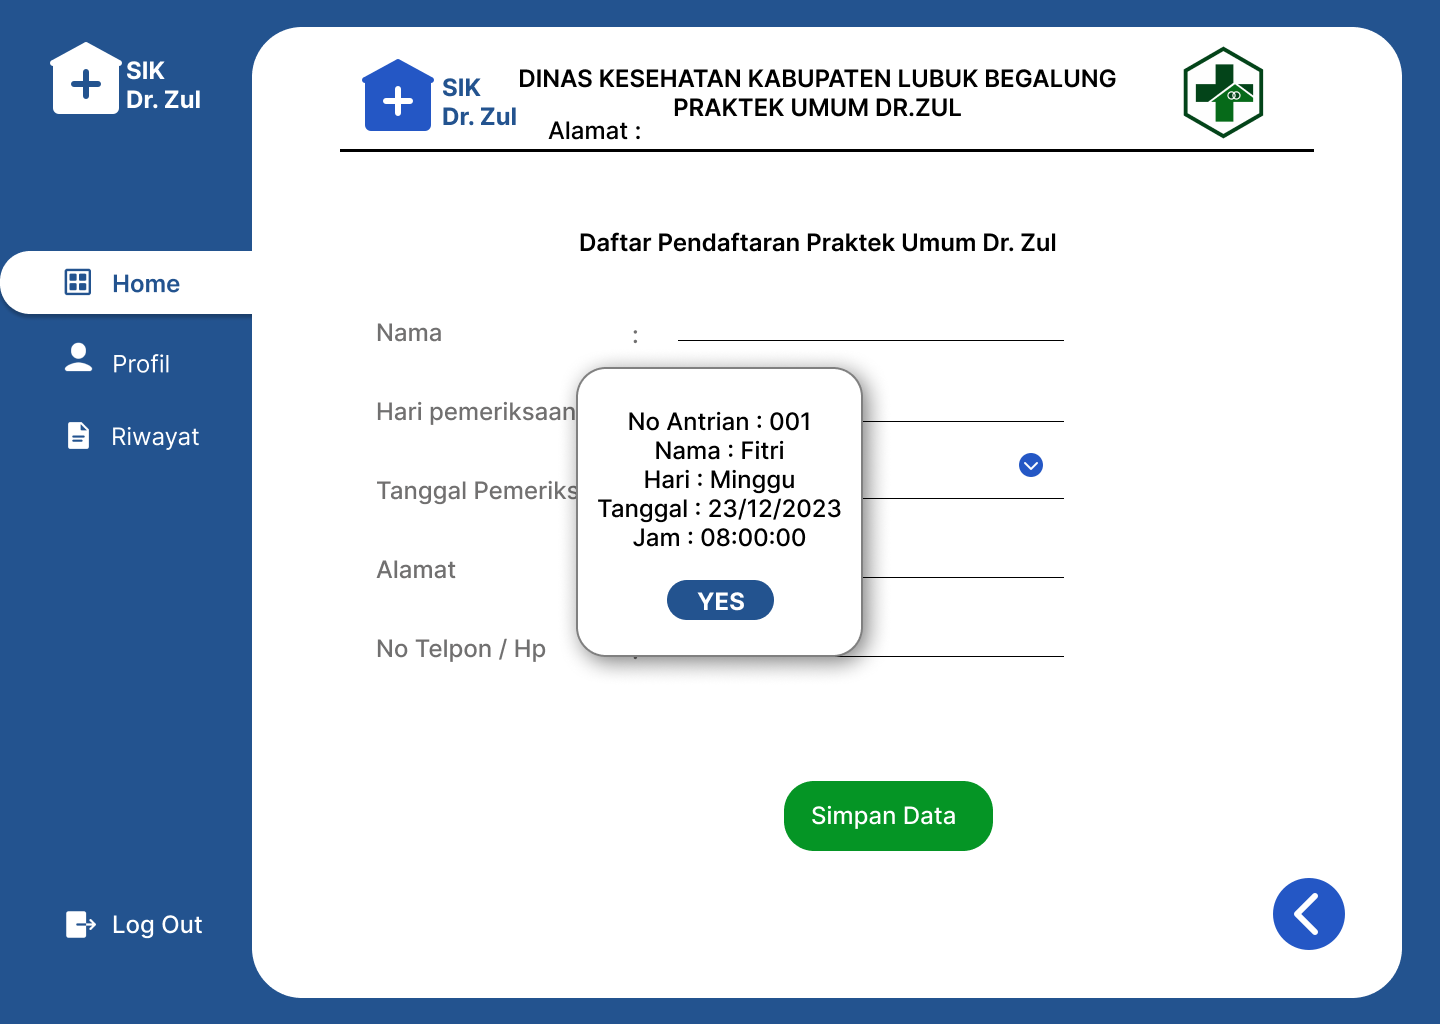 SIK
Dr. Zul
SIK
Dr. Zul
DINAS KESEHATAN KABUPATEN LUBUK BEGALUNG
PRAKTEK UMUM DR.ZUL
Alamat :
Home
Profil
Riwayat
Log Out
Daftar Pendaftaran Praktek Umum Dr. Zul
Nama :
Hari pemeriksaan
Tanggal Pemeriks
Alamat
No Telpon / Hp
No Antrian : 001
Nama : Fitri
Hari : Minggu
Tanggal : 23/12/2023
Jam : 08:00:00
YES
Simpan Data